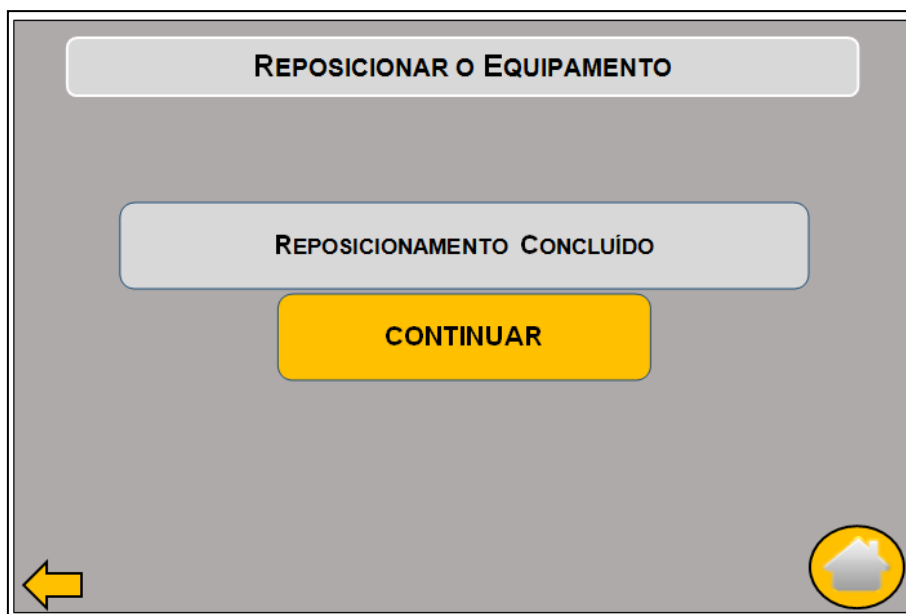 REPOSICIONAR O EQUIPAMENTO
REPOSICIONAMENTO CONCLUÍDO
CONTINUAR